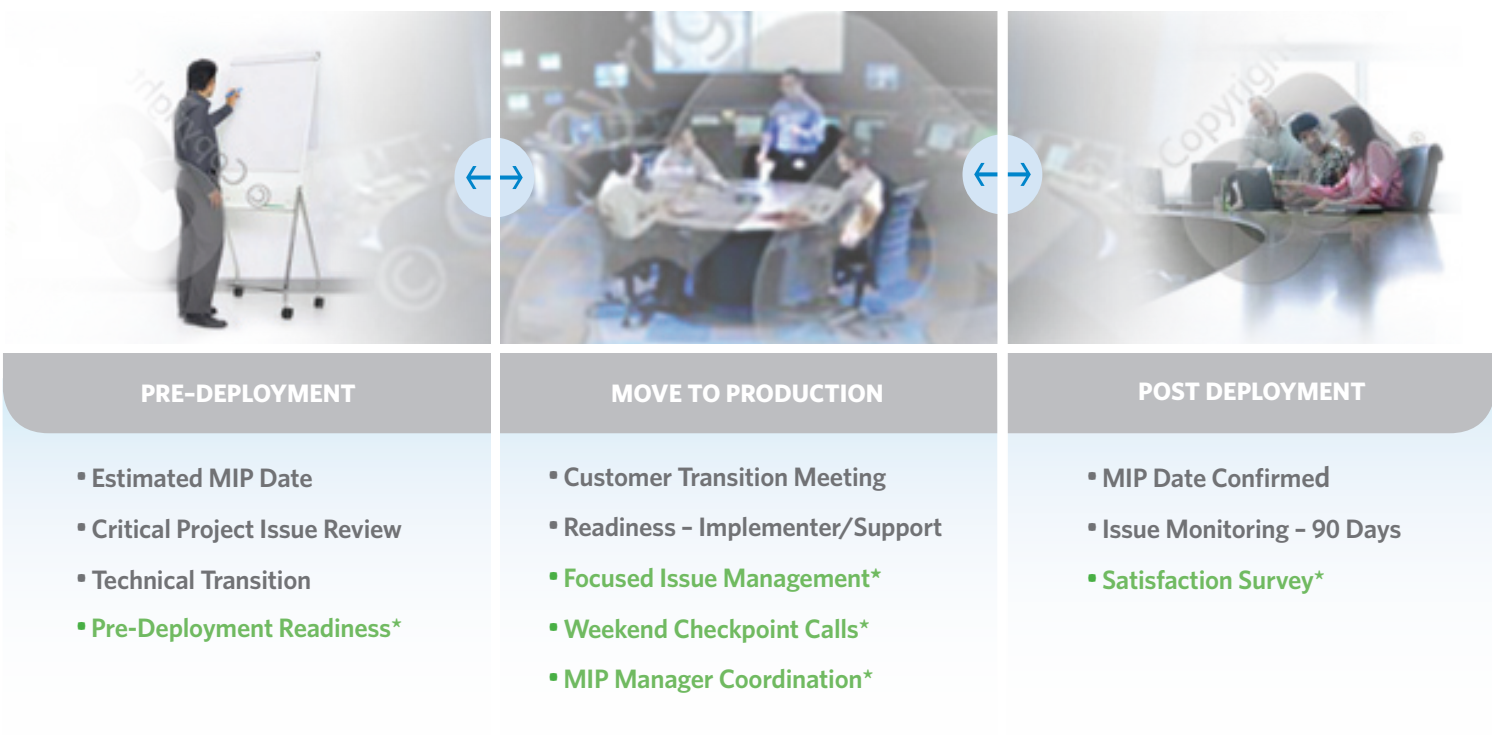 Copyright ©
©
Copyright
PRE-DEPLOYMENT
• Estimated MIP Date
• Critical Project Issue Review
• Technical Transition
• Pre-Deployment Readiness*
MOVE TO PRODUCTION
• Customer Transition Meeting
• Readiness – Implementer/Support
• Focused Issue Management*
• Weekend Checkpoint Calls*
• MIP Manager Coordination*
POST DEPLOYMENT
• MIP Date Confirmed
• Issue Monitoring – 90 Days
• Satisfaction Survey*